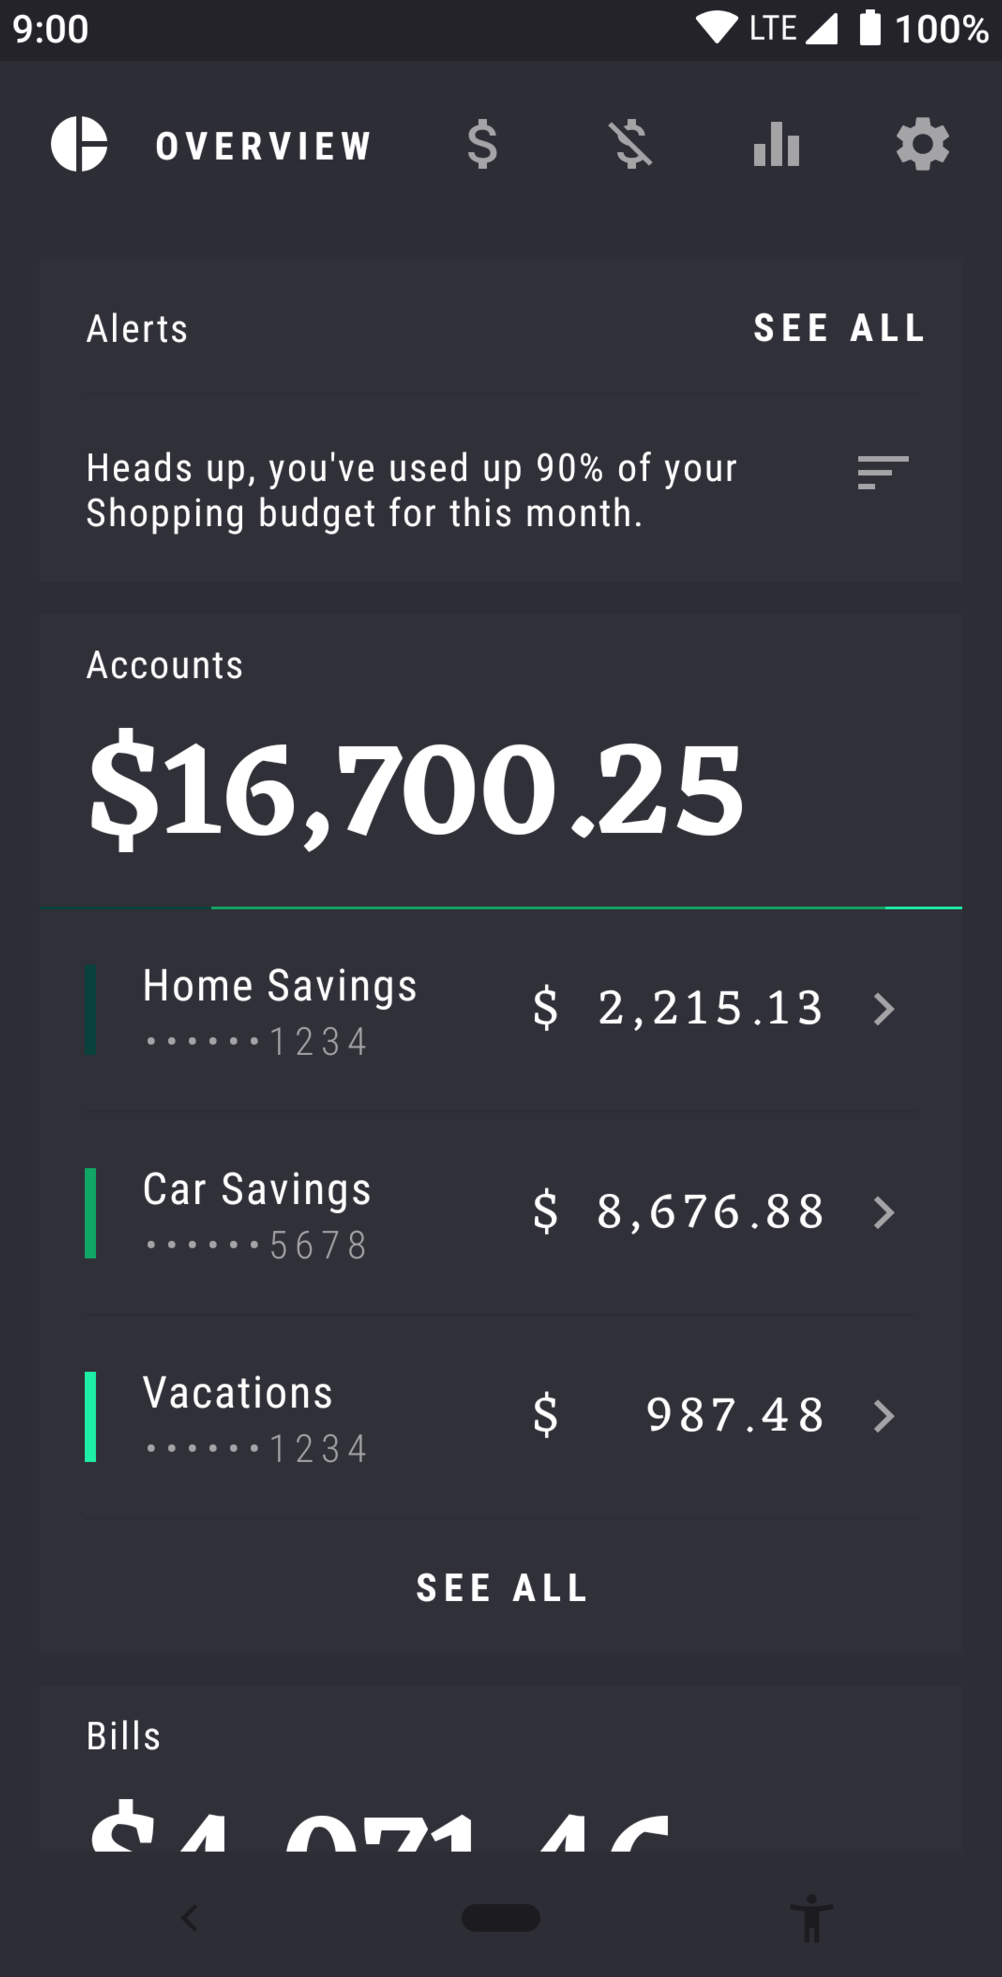 9:00 LTE 100%
OVERVIEW
Alerts SEE ALL
Heads up, you've used up 90% of your
Shopping budget for this month.
Accounts
$16,700.25
Home Savings $ 2,215.13
••••••1234
Car Savings $ 8,676.88
••••••5678
Vacations $ 987.48
••••••1234
SEE ALL
Bills